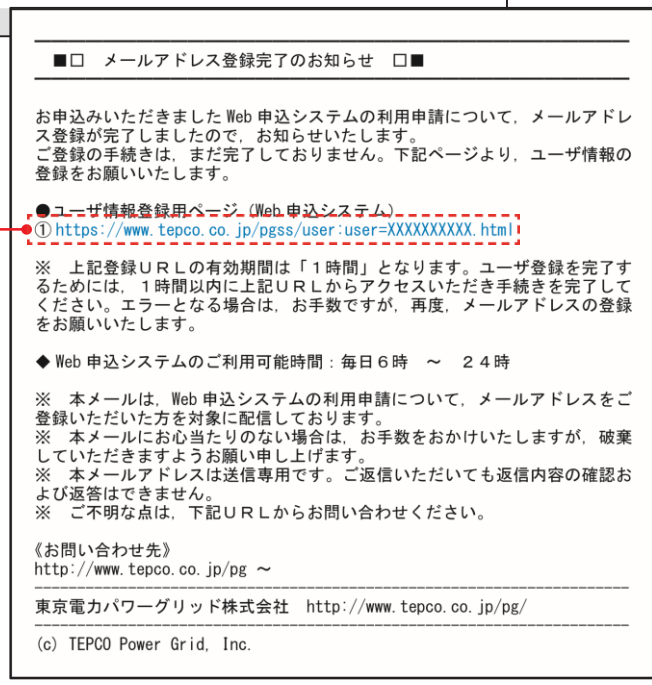 ■□　メールアドレス登録完了のお知らせ　□■
お申込みいただきました Web 申込システムの利用申請について，メールアドレ
ス登録が完了しましたので，お知らせいたします。
ご登録の手続きは，まだ完了しておりません。下記ページより，ユーザ情報の
登録をお願いいたします。
●ユーザ情報登録用ページ（Web 申込システム）
① https://www.tepco.co.jp/pgss/user:user=XXXXXXXXXX.html
※　上記登録ＵＲＬの有効期間は「１時間」となります。ユーザ登録を完了す
るためには，１時間以内に上記ＵＲＬからアクセスいただき手続きを完了して
ください。エラーとなる場合は，お手数ですが，再度，メールアドレスの登録
をお願いいたします。
◆ Web 申込システムのご利用可能時間：毎日６時　～　２４時
※　本メールは，Web 申込システムの利用申請について，メールアドレスをご
登録いただいた方を対象に配信しております。
※　本メールにお心当たりのない場合は，お手数をおかけいたしますが，破棄
していただきますようお願い申し上げます。
※　本メールアドレスは送信専用です。ご返信いただいても返信内容の確認お
よび返答はできません。
※　ご不明な点は，下記ＵＲＬからお問い合わせください。
《お問い合わせ先》
http://www.tepco.co.jp/pg ～
東京電力パワーグリッド株式会社　http://www.tepco.co.jp/pg/
(c) TEPCO Power Grid, Inc.